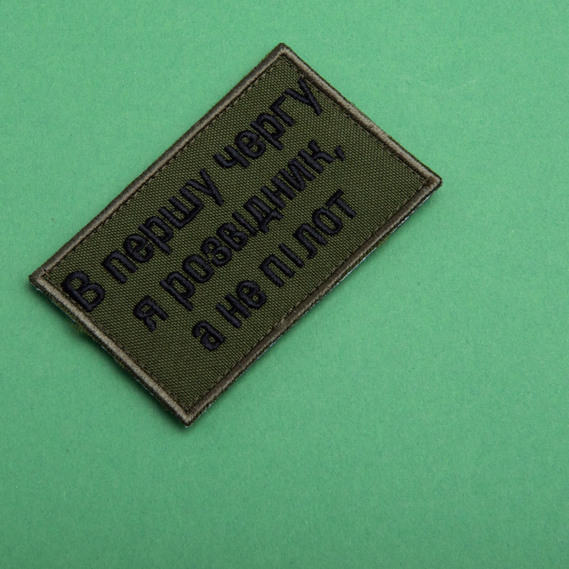 В першу чергу
я розвідник,
а не пілот